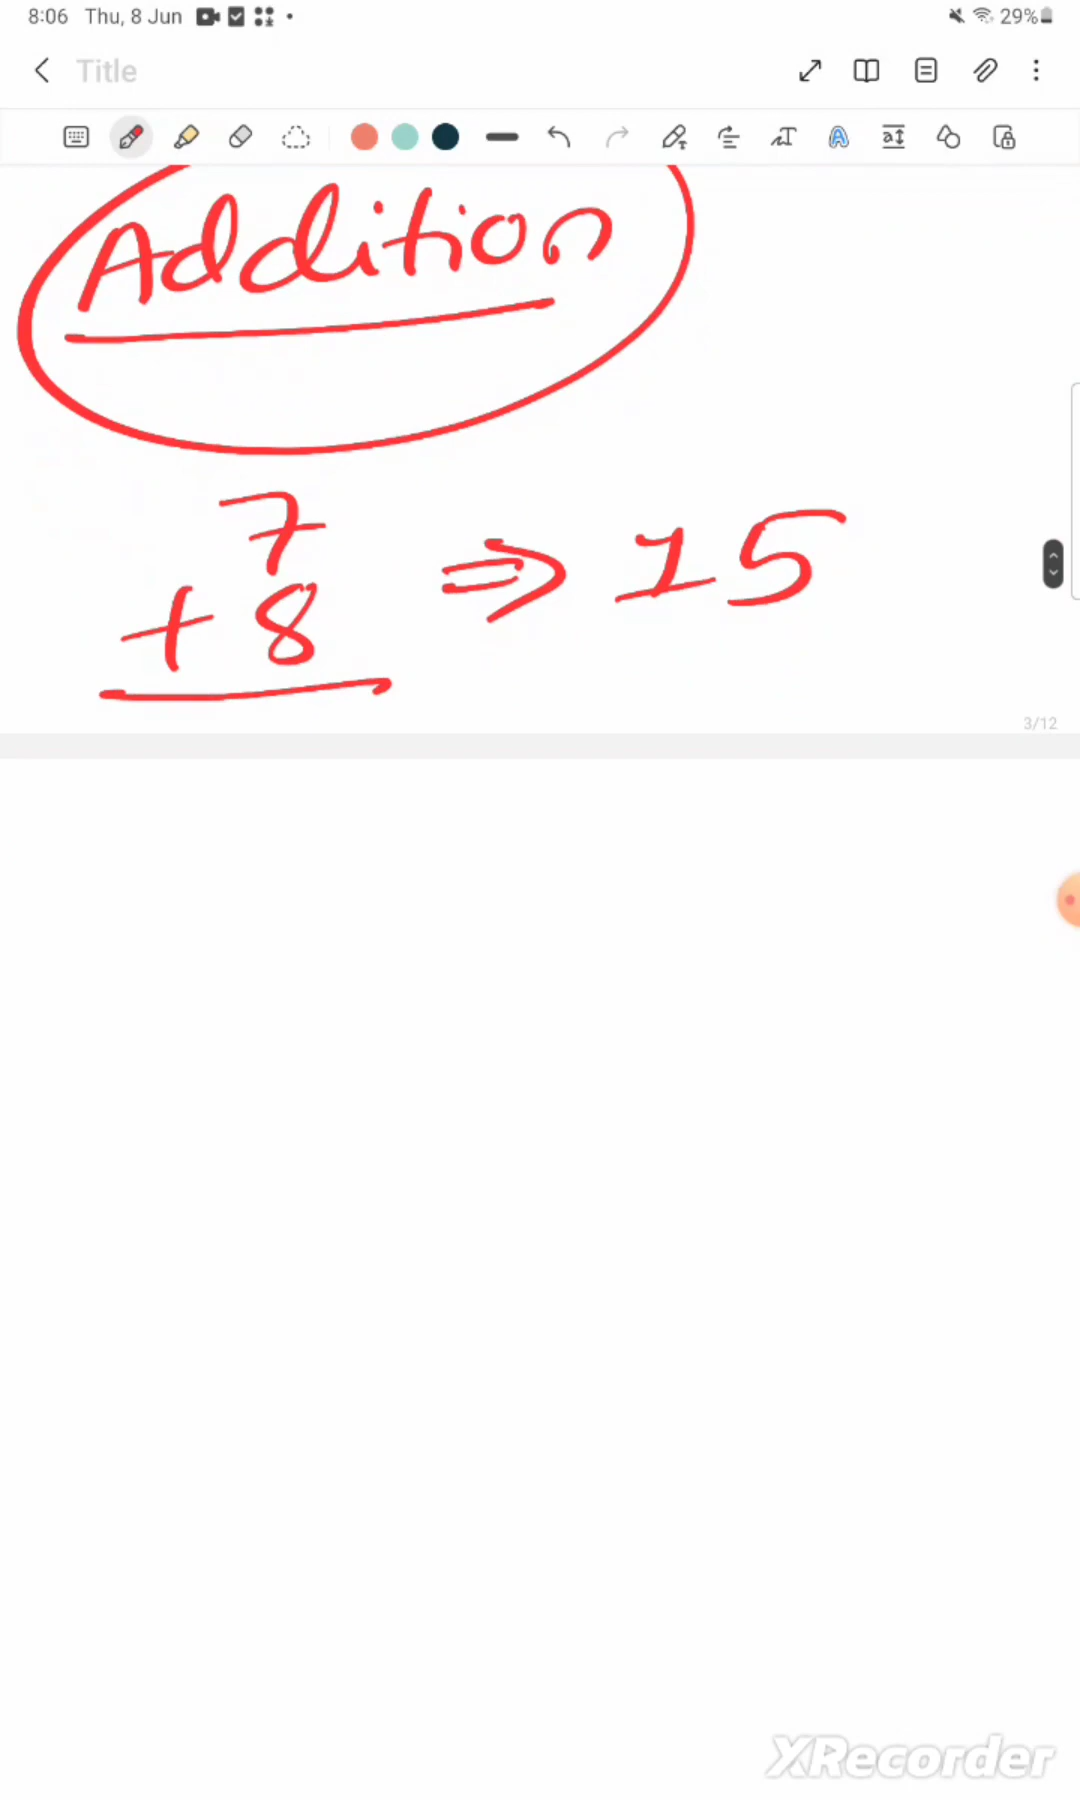 8:06 Thu, 8 Jun 29%
Title
Addition
7 ⇒ 15
+ 8
3/12
XRecorder